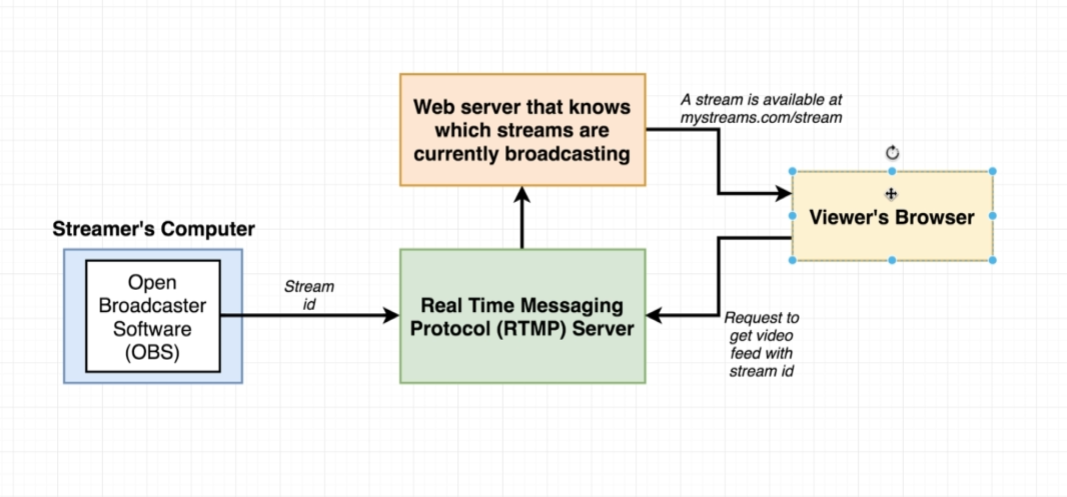 Web server that knows
which streams are
currently broadcasting
A stream is available at
mystreams.com/stream
Viewer's Browser
Streamer's Computer
Open
Broadcaster
Software
(OBS)
Stream
id
Real Time Messaging
Protocol (RTMP) Server
Request to
get video
feed with
stream id